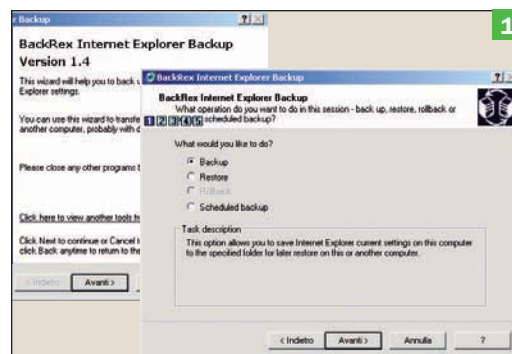 r Backup
BackRex Internet Explorer Backup
Version 1.4
This wizard will help you to back u
Explorer settings.
You can use this wizard to transfe
another computer, probably with d
Please close any other programs b
Click here to view another tools
Click Next to continue or Cancel t
click Back anytime to return to the
< Indietro
Avanti >
1
BackRex Internet Explorer Backup
BackRex Internet Explorer Backup
What operation do you want to do in this session - back up, restore, rollback or
scheduled backup?
1 2 3 4 5
What would you like to do?
Backup
Restore
Rollback
Scheduled backup
Task description
This option allows you to save Internet Explorer current settings on this computer
to the specified folder for later restore on this or another computer.
< Indietro
Avanti >
Annulla
?